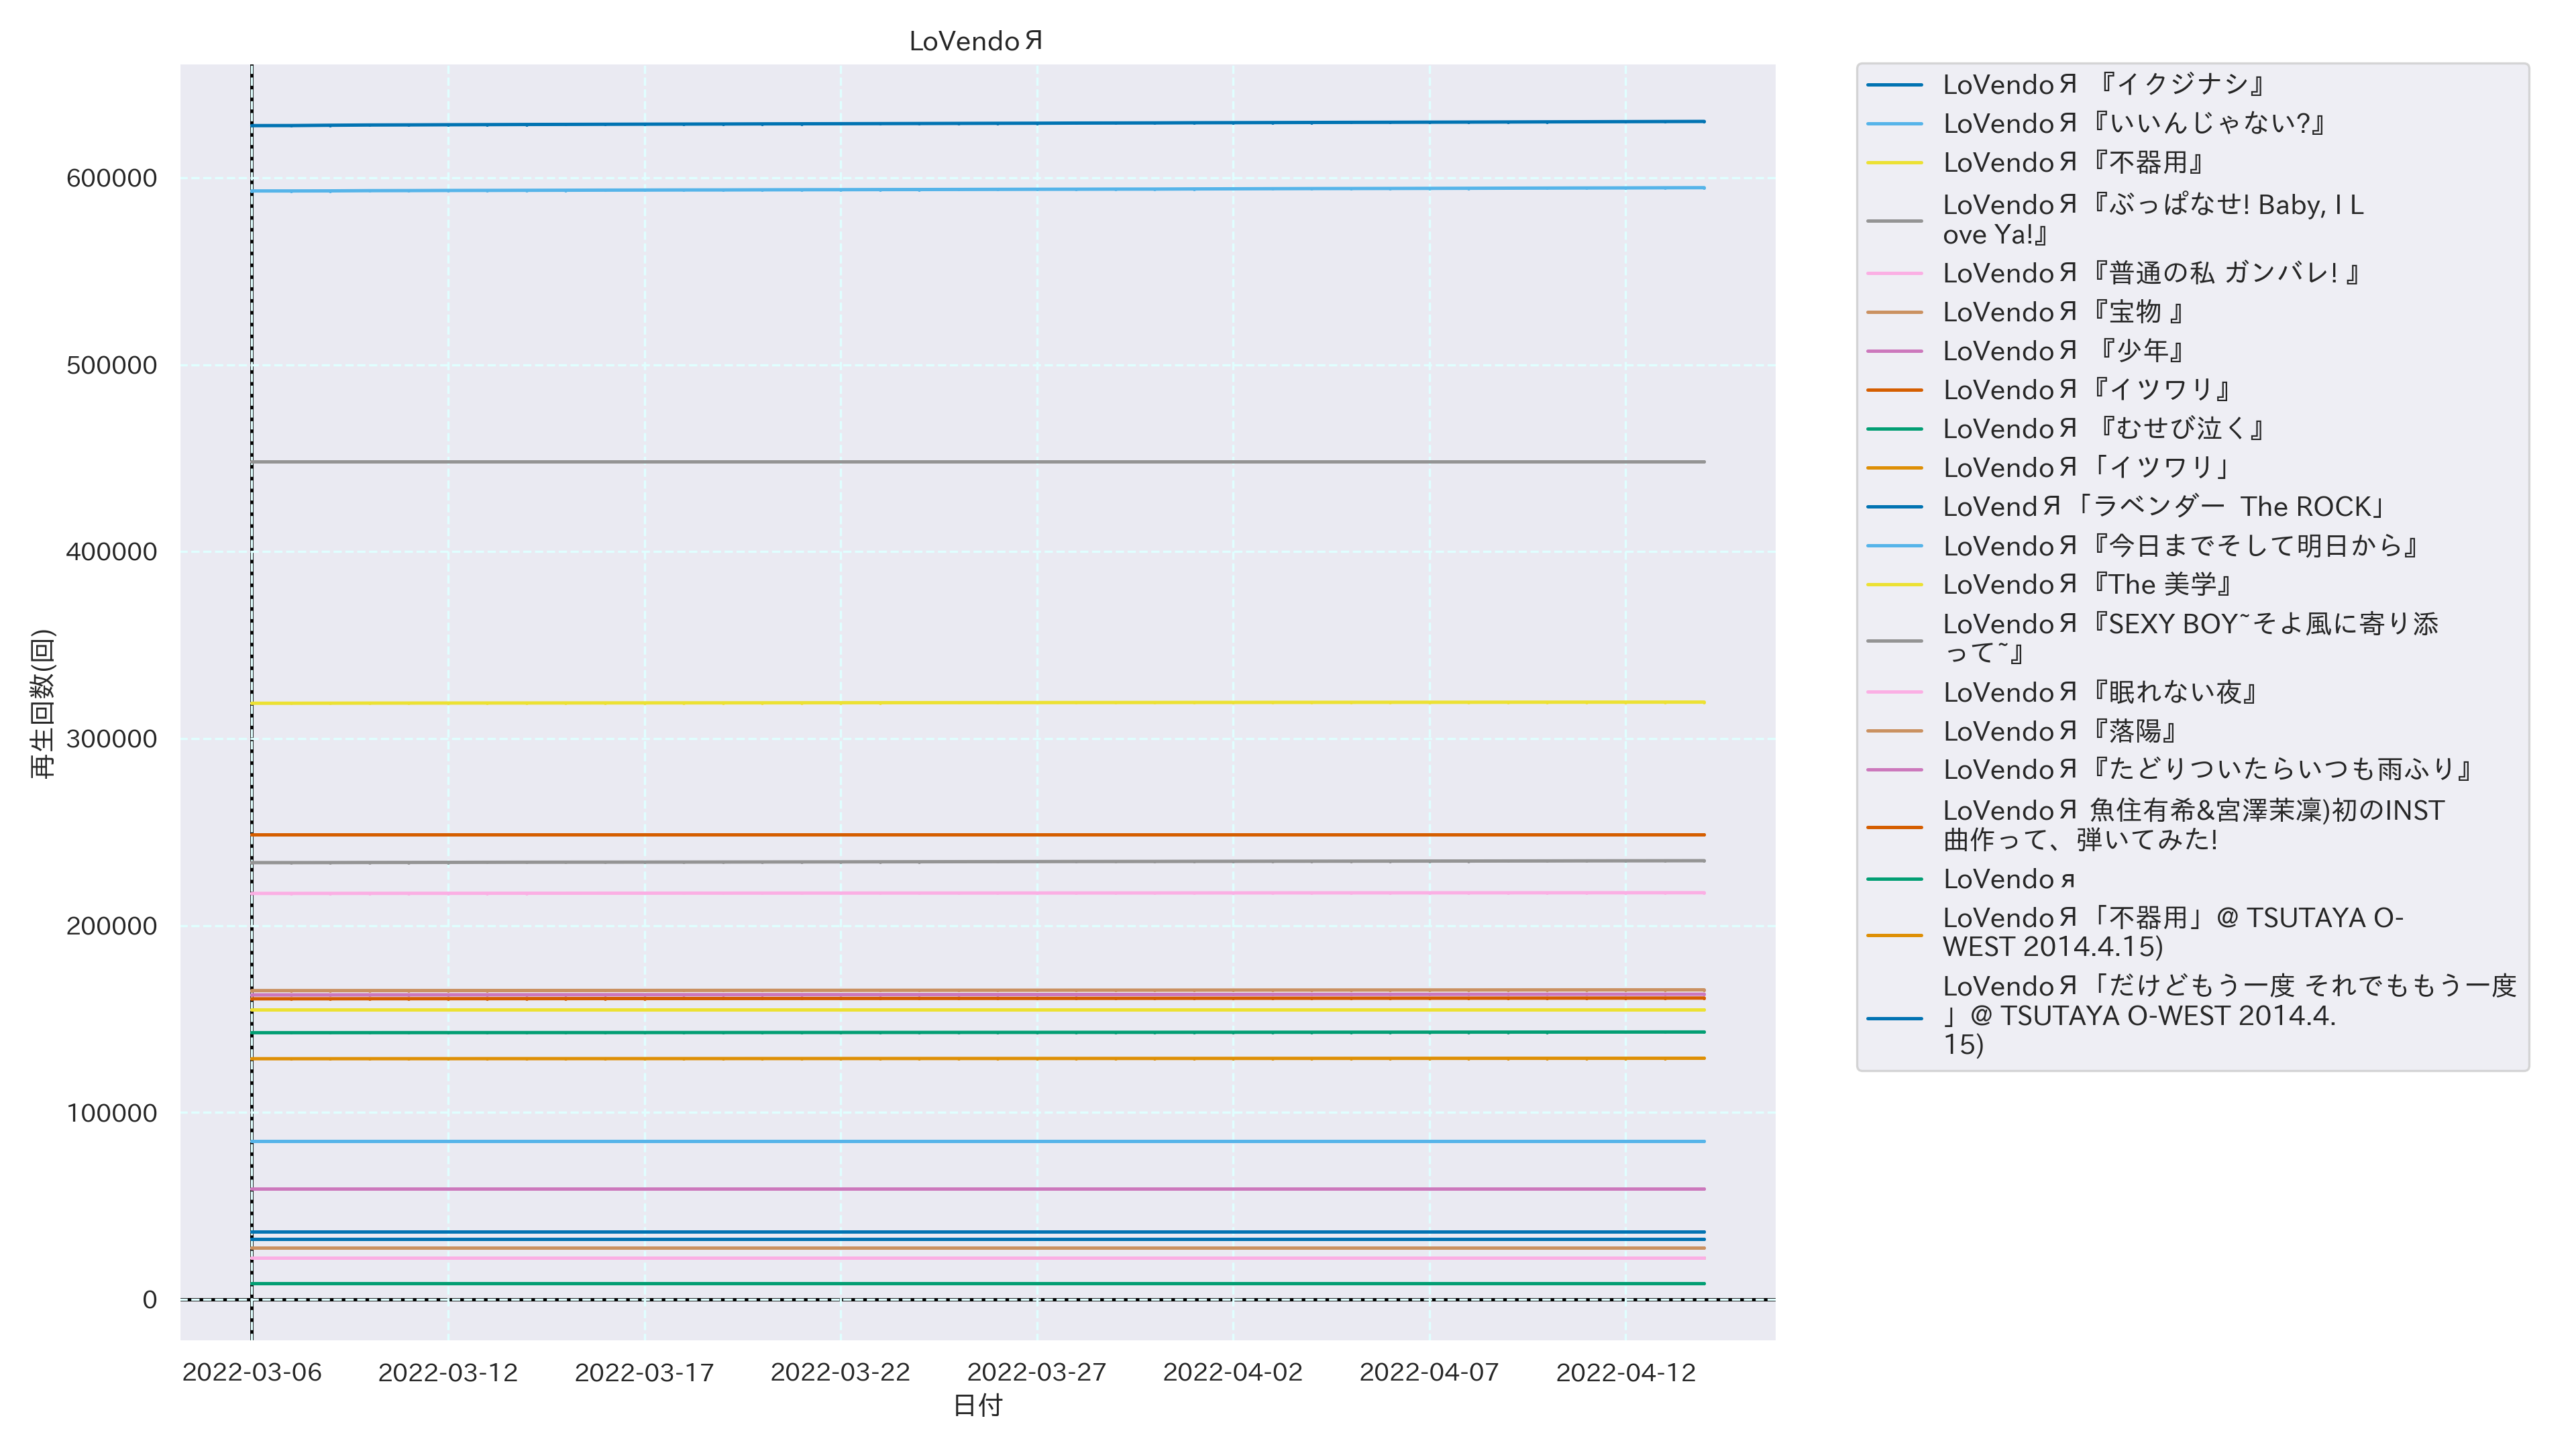 LoVendoЯ
600000
500000
400000
300000
200000
100000
0
再生回数(回)
2022-03-06
2022-03-12
2022-03-17
2022-03-22
2022-03-27
2022-04-02
2022-04-07
2022-04-12
日付
LoVendoЯ 『イクジナシ』
LoVendoЯ『いいんじゃない?』
LoVendoЯ『不器用』
LoVendoЯ『ぶっぱなせ! Baby, I L
ove Ya!』
LoVendoЯ『普通の私 ガンバレ! 』
LoVendoЯ『宝物 』
LoVendoЯ 『少年』
LoVendoЯ『イツワリ』
LoVendoЯ 『むせび泣く』
LoVendoЯ「イツワリ」
LoVendЯ「ラベンダー The ROCK」
LoVendoЯ『今日までそして明日から』
LoVendoЯ『The 美学』
LoVendoЯ『SEXY BOY~そよ風に寄り添
って~』
LoVendoЯ『眠れない夜』
LoVendoЯ『落陽』
LoVendoЯ『たどりついたらいつも雨ふり』
LoVendoЯ 魚住有希&宮澤茉凜)初のINST
曲作って、弾いてみた!
LoVendoя
LoVendoЯ「不器用」@ TSUTAYA O-
WEST 2014.4.15)
LoVendoЯ「だけどもう一度 それでももう一度
」@ TSUTAYA O-WEST 2014.4.
15)